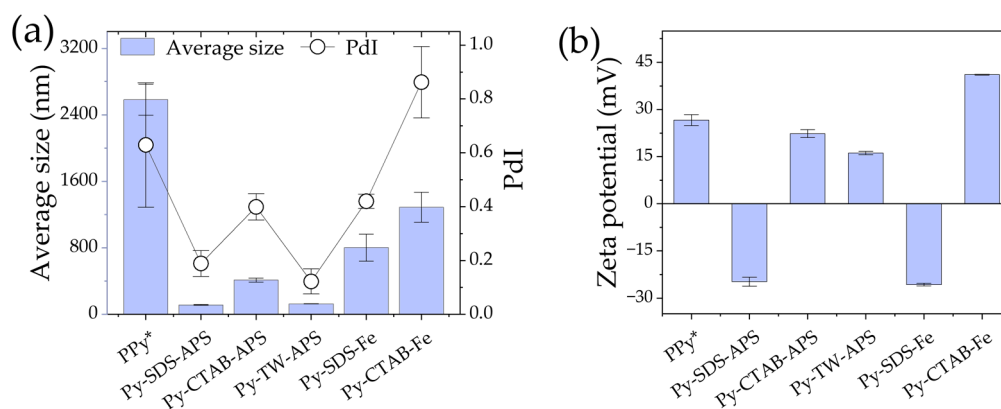 (a)
Average size
PdI
Average size (nm)
3200
2400
1600
800
0
1.0
0.8
0.6
0.4
0.2
0.0
PdI
PPy*
Py-SDS-APS
Py-CTAB-APS
Py-TW-APS
Py-SDS-Fe
Py-CTAB-Fe
(b)
Zeta potential (mV)
45
30
15
0
−15
−30
PPy*
Py-SDS-APS
Py-CTAB-APS
Py-TW-APS
Py-SDS-Fe
Py-CTAB-Fe